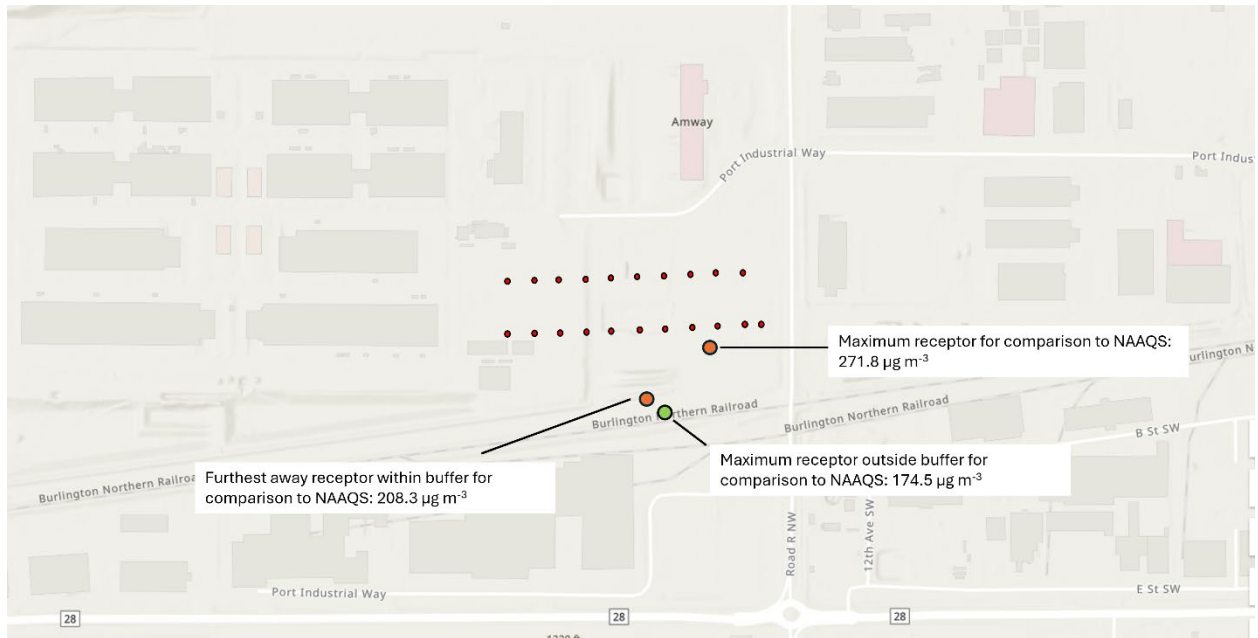 Amway
Port Industrial Way
Port Indus
Maximum receptor for comparison to NAAQS:
271.8 µg m-3
Burlington N
Burlington Northern Railroad
Burlington Northern Railroad
B St SW
Furthest away receptor within buffer for
comparison to NAAQS: 208.3 µg m-3
Maximum receptor outside buffer for
comparison to NAAQS: 174.5 µg m-3
Burlington Northern Railroa
Road R NW
12th Ave SW
Port Industrial Way
E St SW
28
28
28